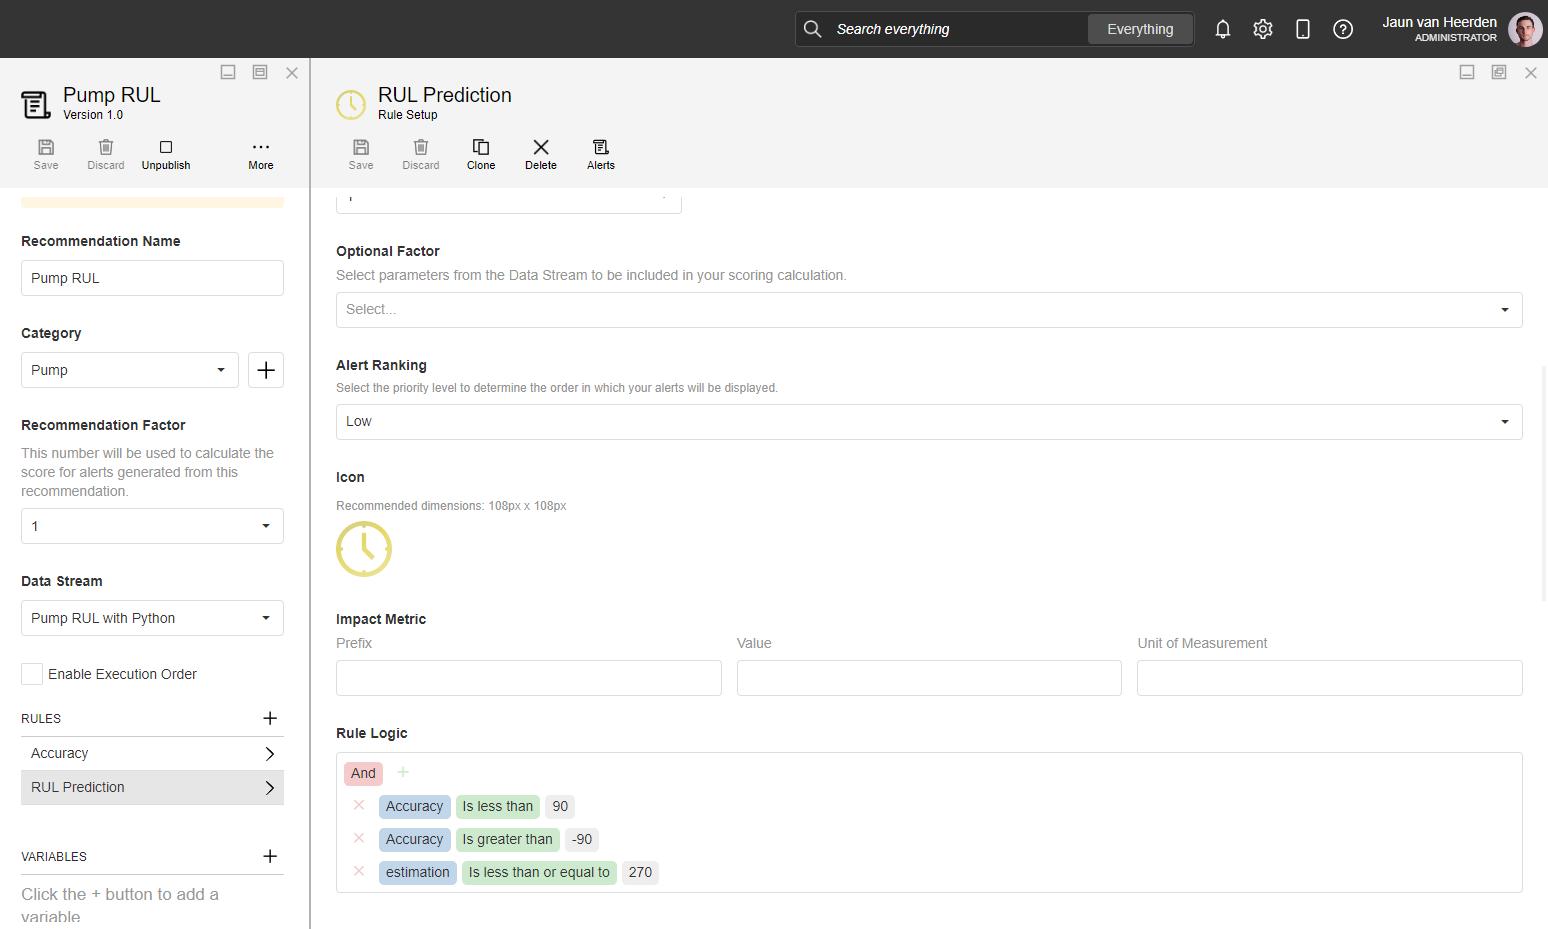 Search everything
Everything
Jaun van Heerden
ADMINISTRATOR
Pump RUL
Version 1.0
Save
Discard
Unpublish
More
Recommendation Name
Pump RUL
Category
Pump
Recommendation Factor
This number will be used to calculate the
score for alerts generated from this
recommendation.
1
Data Stream
Pump RUL with Python
Enable Execution Order
RULES
Accuracy
RUL Prediction
VARIABLES
Click the + button to add a
variable
RUL Prediction
Rule Setup
Save
Discard
Clone
Delete
Alerts
Optional Factor
Select parameters from the Data Stream to be included in your scoring calculation.
Select...
Alert Ranking
Select the priority level to determine the order in which your alerts will be displayed.
Low
Icon
Recommended dimensions: 108px x 108px
Impact Metric
Prefix
Value
Unit of Measurement
Rule Logic
And
Accuracy Is less than 90
Accuracy Is greater than -90
estimation Is less than or equal to 270